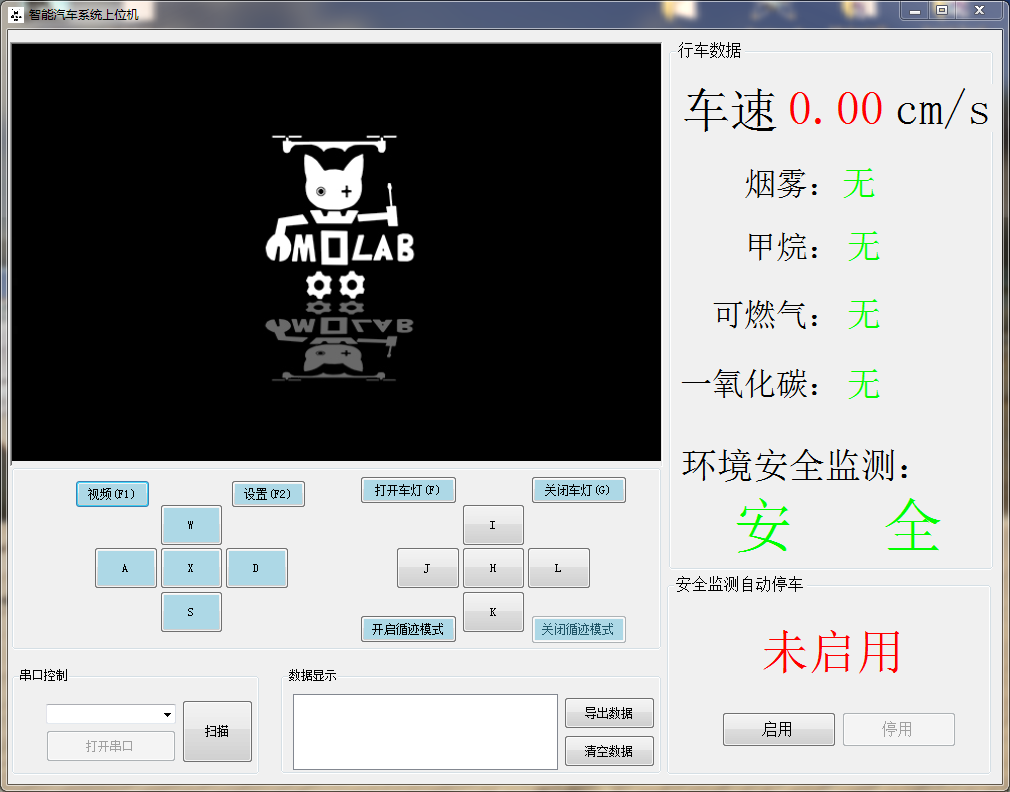 智能汽车系统上位机
OMOLAB
行车数据
车速 0.00 cm/s
烟雾： 无
甲烷： 无
可燃气： 无
一氧化碳： 无
环境安全监测：
安 全
视频(F1)
设置(F2)
打开车灯(F)
关闭车灯(G)
W
A
X
D
S
I
J
H
L
K
开启循迹模式
关闭循迹模式
安全监测自动停车
未启用
启用
停用
串口控制
打开串口
扫描
数据显示
导出数据
清空数据